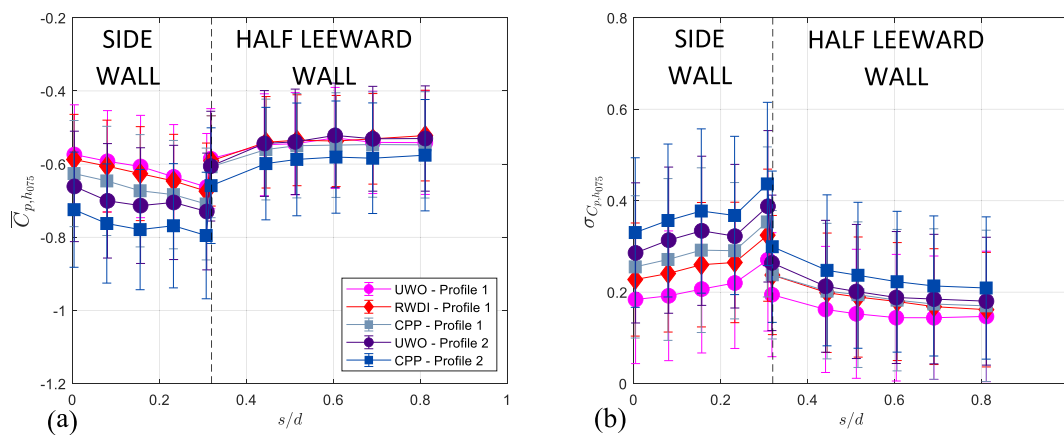 SIDE WALL
HALF LEEWARD WALL
-0.2
-0.4
-0.6
-0.8
-1
-1.2
C̅p,h075
0
0.2
0.4
0.6
0.8
1
s/d
UWO - Profile 1
RWDI - Profile 1
CPP - Profile 1
UWO - Profile 2
CPP - Profile 2
(a)
SIDE WALL
HALF LEEWARD WALL
0.8
0.6
0.4
0.2
0
σCp,h075
0
0.2
0.4
0.6
0.8
s/d
(b)